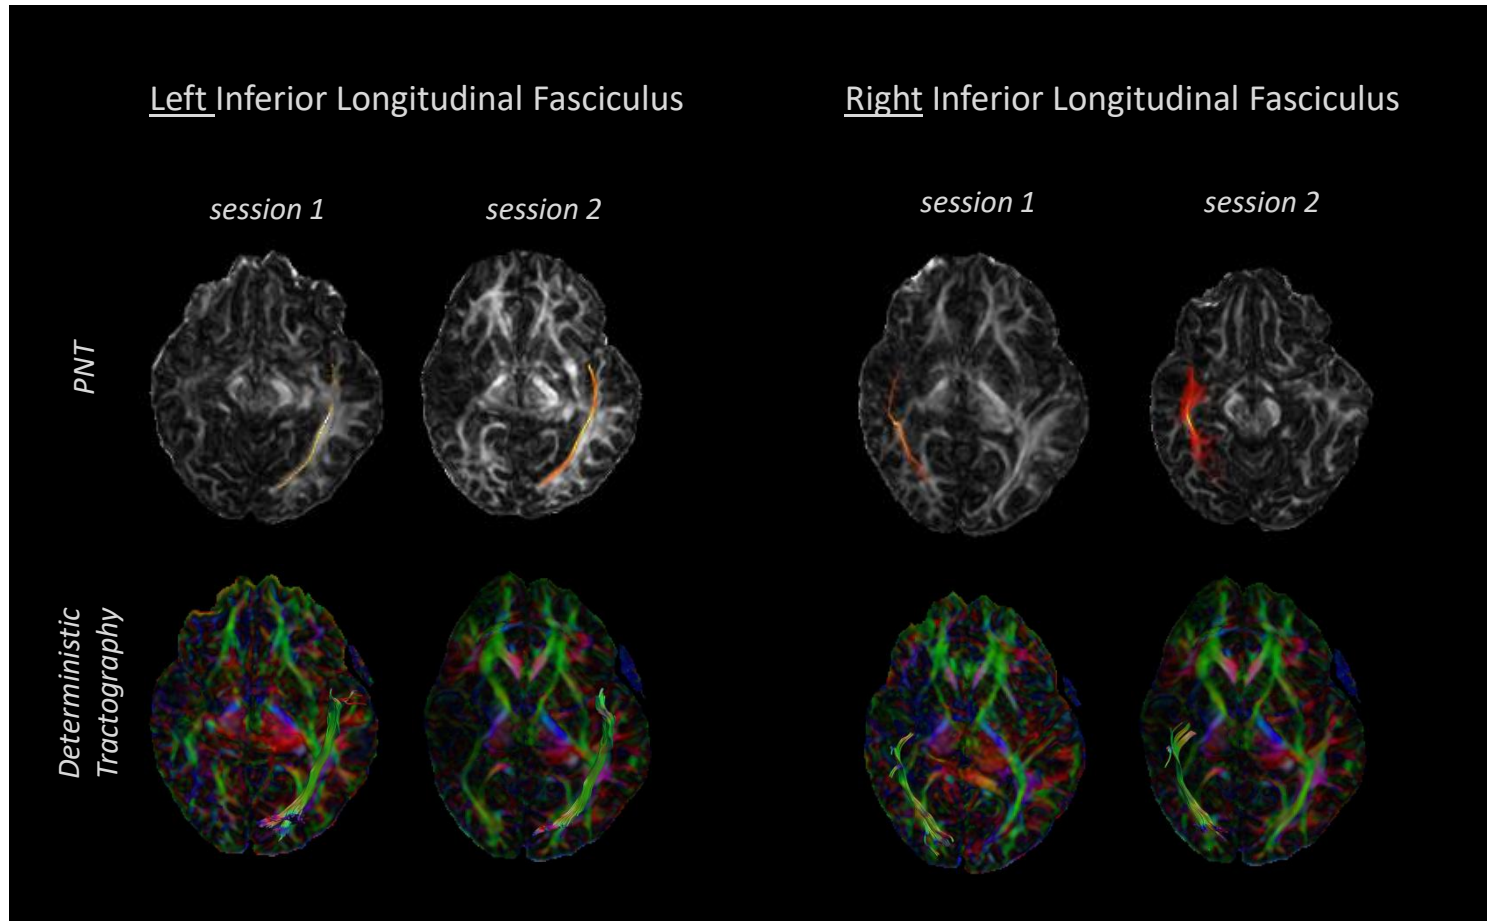 Left Inferior Longitudinal Fasciculus
Right Inferior Longitudinal Fasciculus
session 1
session 2
session 1
session 2
PNT
Deterministic
Tractography